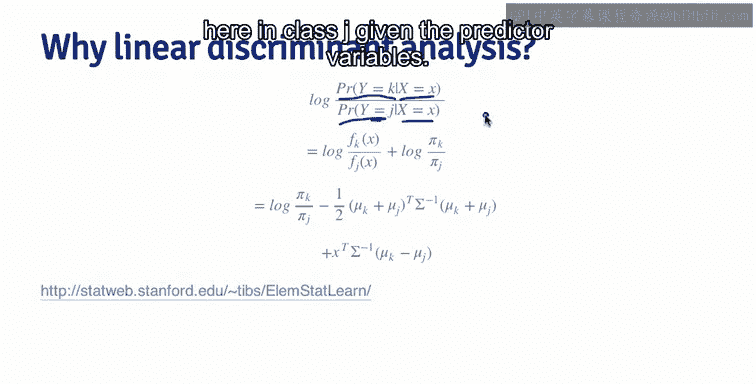 here in class j given the predictor
variables.
Why linear discriminant analysis?
log Pr(Y = k|X = x) / Pr(Y = j|X = x)
= log f_k(x) / f_j(x) + log π_k / π_j
= log π_k / π_j − 1/2 (μ_k + μ_j)^T Σ^−1 (μ_k + μ_j)
+x^T Σ^−1 (μ_k − μ_j)
http://statweb.stanford.edu/~tibs/ElemStatLearn/